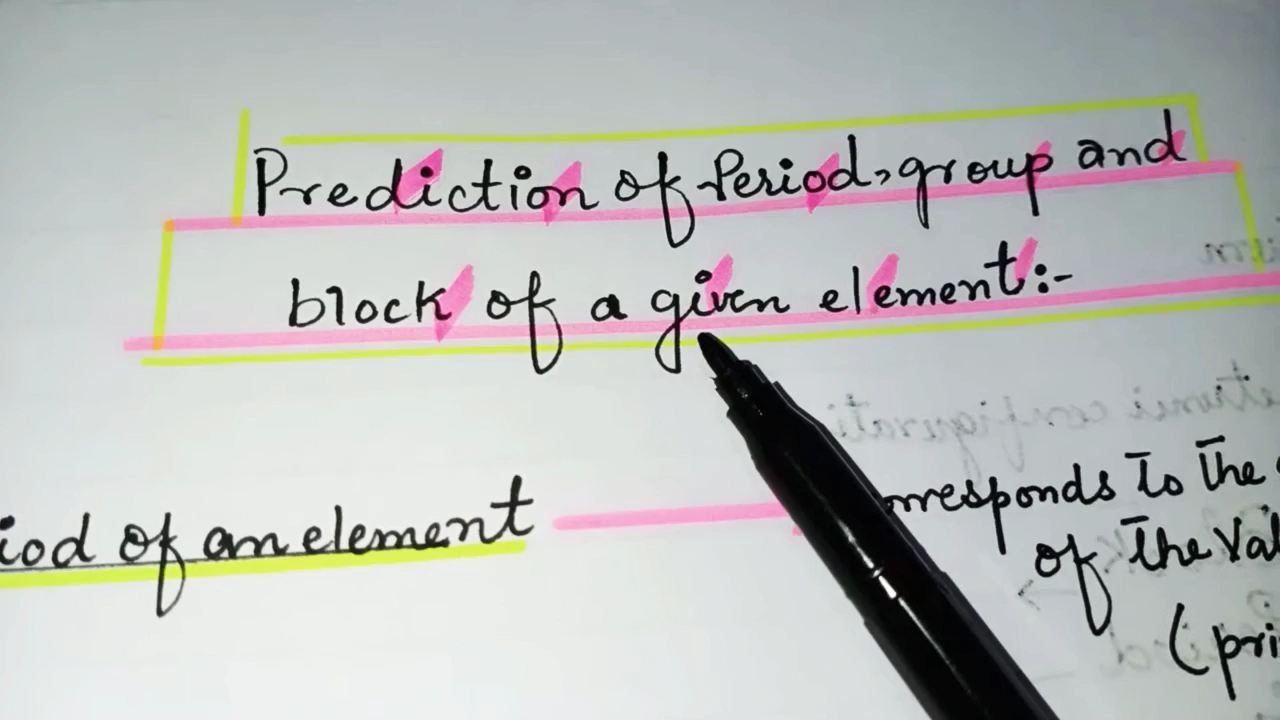 Prediction of Period, group and
block of a given element:-
iod of an element
orresponds to the
of the Val
(pri